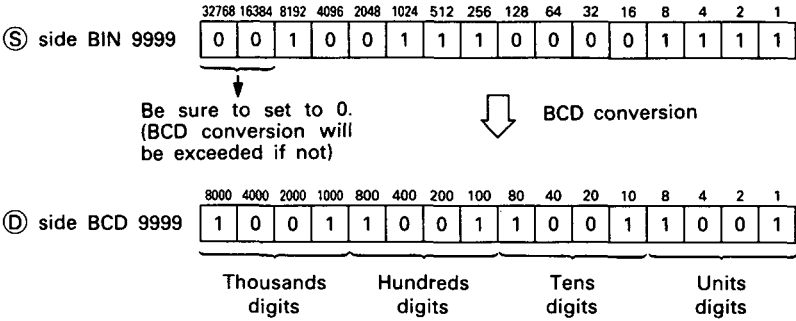 32768 16384 8192 4096 2048 1024 512 256 128 64 32 16 8 4 2 1
Ⓢ side BIN 9999 0 0 1 0 0 1 1 1 0 0 0 0 1 1 1 1
Be sure to set to 0.
(BCD conversion will
be exceeded if not)
BCD conversion
8000 4000 2000 1000 800 400 200 100 80 40 20 10 8 4 2 1
Ⓓ side BCD 9999 1 0 0 1 1 0 0 1 1 0 0 1 1 0 0 1
Thousands Hundreds Tens Units
digits digits digits digits